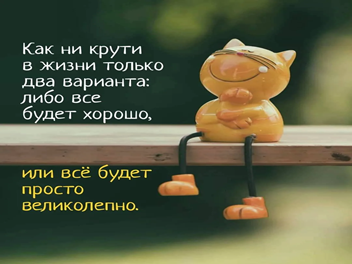 Как ни крути
в жизни только
два варианта:
либо все
будет хорошо,
или всё будет
просто
великолепно.